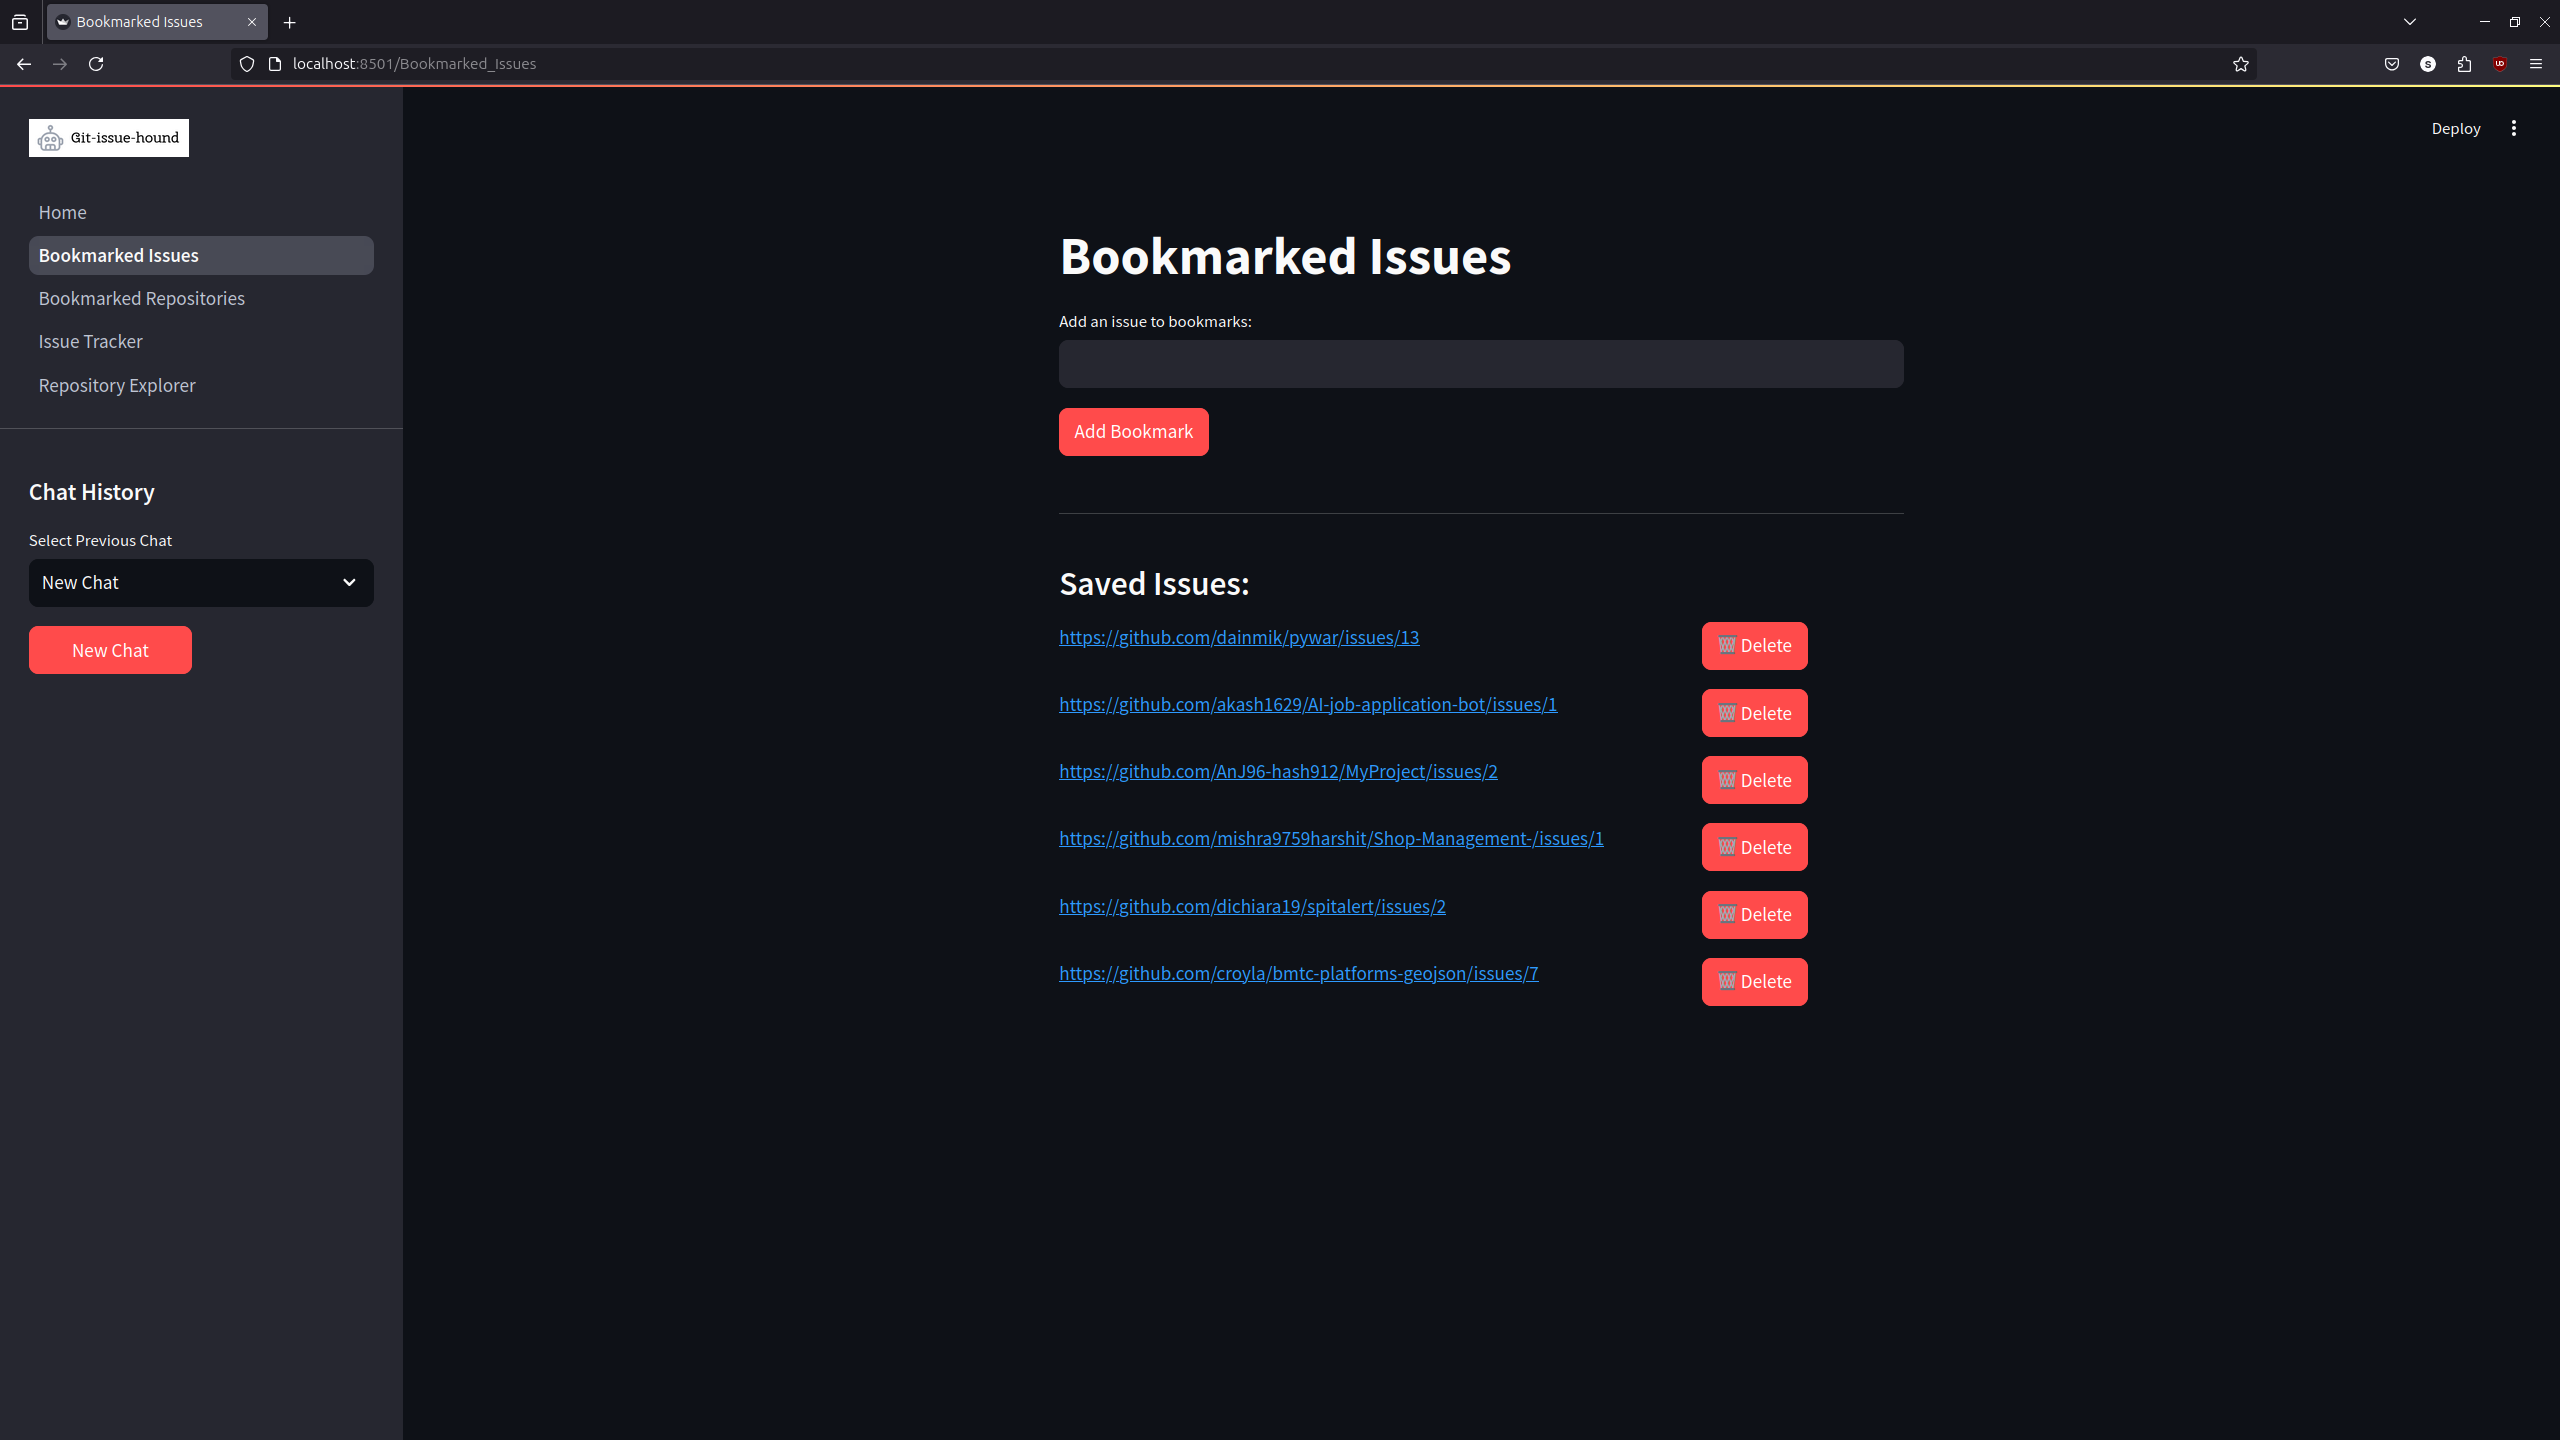 Bookmarked Issues
localhost:8501/Bookmarked_Issues
Git-issue-hound
Deploy
Home
Bookmarked Issues
Bookmarked Repositories
Issue Tracker
Repository Explorer
Chat History
Select Previous Chat
New Chat
New Chat
Bookmarked Issues
Add an issue to bookmarks:
Add Bookmark
Saved Issues:
https://github.com/dainmik/pywar/issues/13
Delete
https://github.com/akash1629/AI-job-application-bot/issues/1
Delete
https://github.com/AnJ96-hash912/MyProject/issues/2
Delete
https://github.com/mishra9759harshit/Shop-Management-/issues/1
Delete
https://github.com/dichiara19/spitalert/issues/2
Delete
https://github.com/croyla/bmtc-platforms-geojson/issues/7
Delete